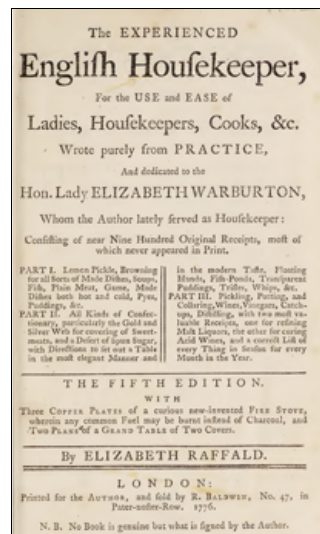 The EXPERIENCED
Engliſh Houſekeeper,
For the USE and EASE of
Ladies, Houſekeepers, Cooks, &c.
Wrote purely from PRACTICE,
And dedicated to the
Hon. Lady ELIZABETH WARBURTON,
Whom the Author lately ſerved as Houſekeeper:
Conſiſting of near Nine Hundred Original Receipts, moſt of
which never appeared in Print.
PART I. Lemon Pickle, Browning
for all Sorts of Made Diſhes, Soups,
Fiſh, Plain Meat, Game, Made
Diſhes both hot and cold, Pyes,
Puddings, &c.
PART II. All Kinds of Confec-
tionary, particularly the Gold and
Silver Web for covering of Sweet-
meats, and a Deſert of Spun Sugar,
with Directions to ſet out a Table
in the moſt elegant Manner and
in the modern Taſte, Floating
Iſlands, Fiſh-Ponds, Tranſparent
Puddings, Trifles, Whips, &c.
PART III. Pickling, Potting, and
Collaring, Wines, Vinegars, Catch-
ups, Diſtilling, with two moſt va-
luable Receipts, one for refining
Malt Liquors, the other for curing
Acid Wines, and a correct Liſt of
every Thing in Seaſon for every
Month in the Year.
THE FIFTH EDITION.
WITH
Three COPPER PLATES of a curious new-invented FIRE STOVE,
wherein any common Fuel may be burnt inſtead of Charcoal, and
TWO PLANS of a GRAND TABLE of TWO COVERS.
By ELIZABETH RAFFALD.
LONDON:
Printed for the AUTHOR, and ſold by R. BALDWIN, No. 47, in
Pater-noſter-Row. 1776.
N. B. No Book is genuine but what is ſigned by the Author.